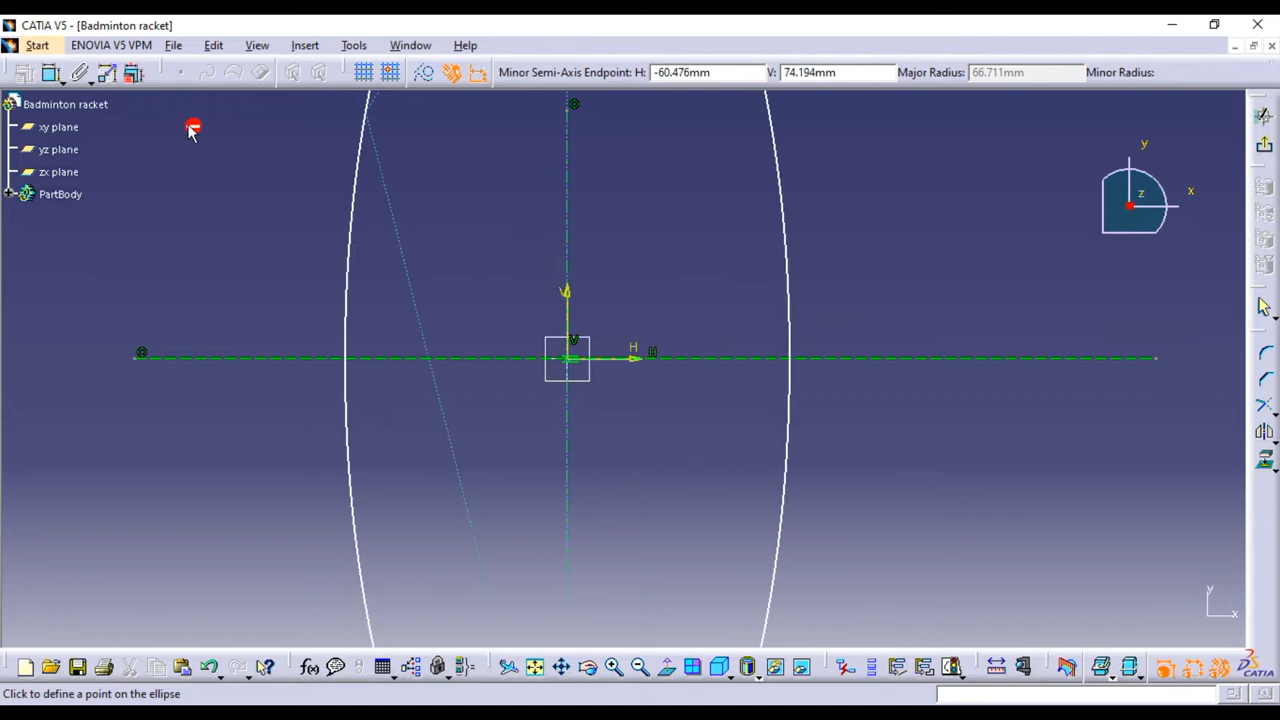 CATIA V5 - [Badminton racket]
Start ENOVIA V5 VPM File Edit View Insert Tools Window Help
Minor Semi-Axis Endpoint: H: -60.476mm V: 74.194mm Major Radius: 66.711mm Minor Radius:
Badminton racket
xy plane
yz plane
zx plane
PartBody
y
x
z
V
V
H
H
y
x
f(x)
CATIA
Click to define a point on the ellipse